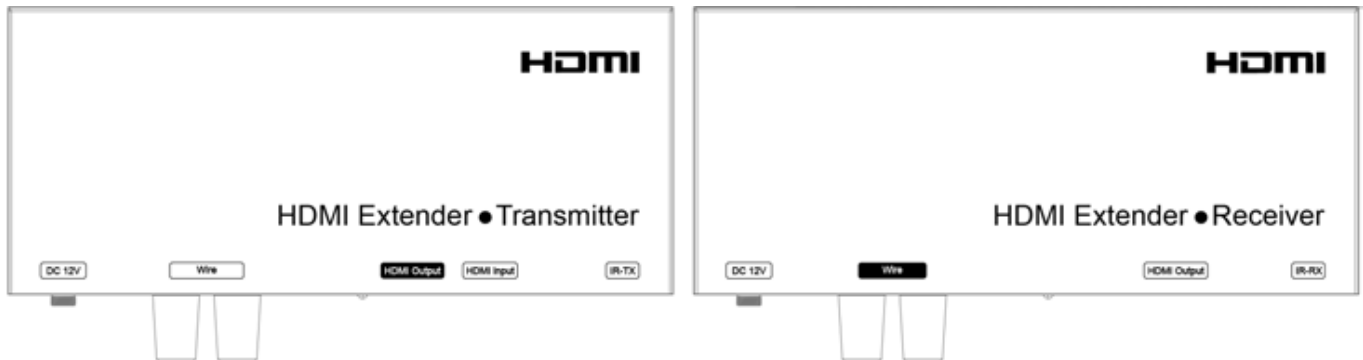 HDMI
HDMI Extender ● Transmitter
DC 12V
Wire
HDMI Output
HDMI Input
IR-TX
HDMI
HDMI Extender ● Receiver
DC 12V
Wire
HDMI Output
IR-RX